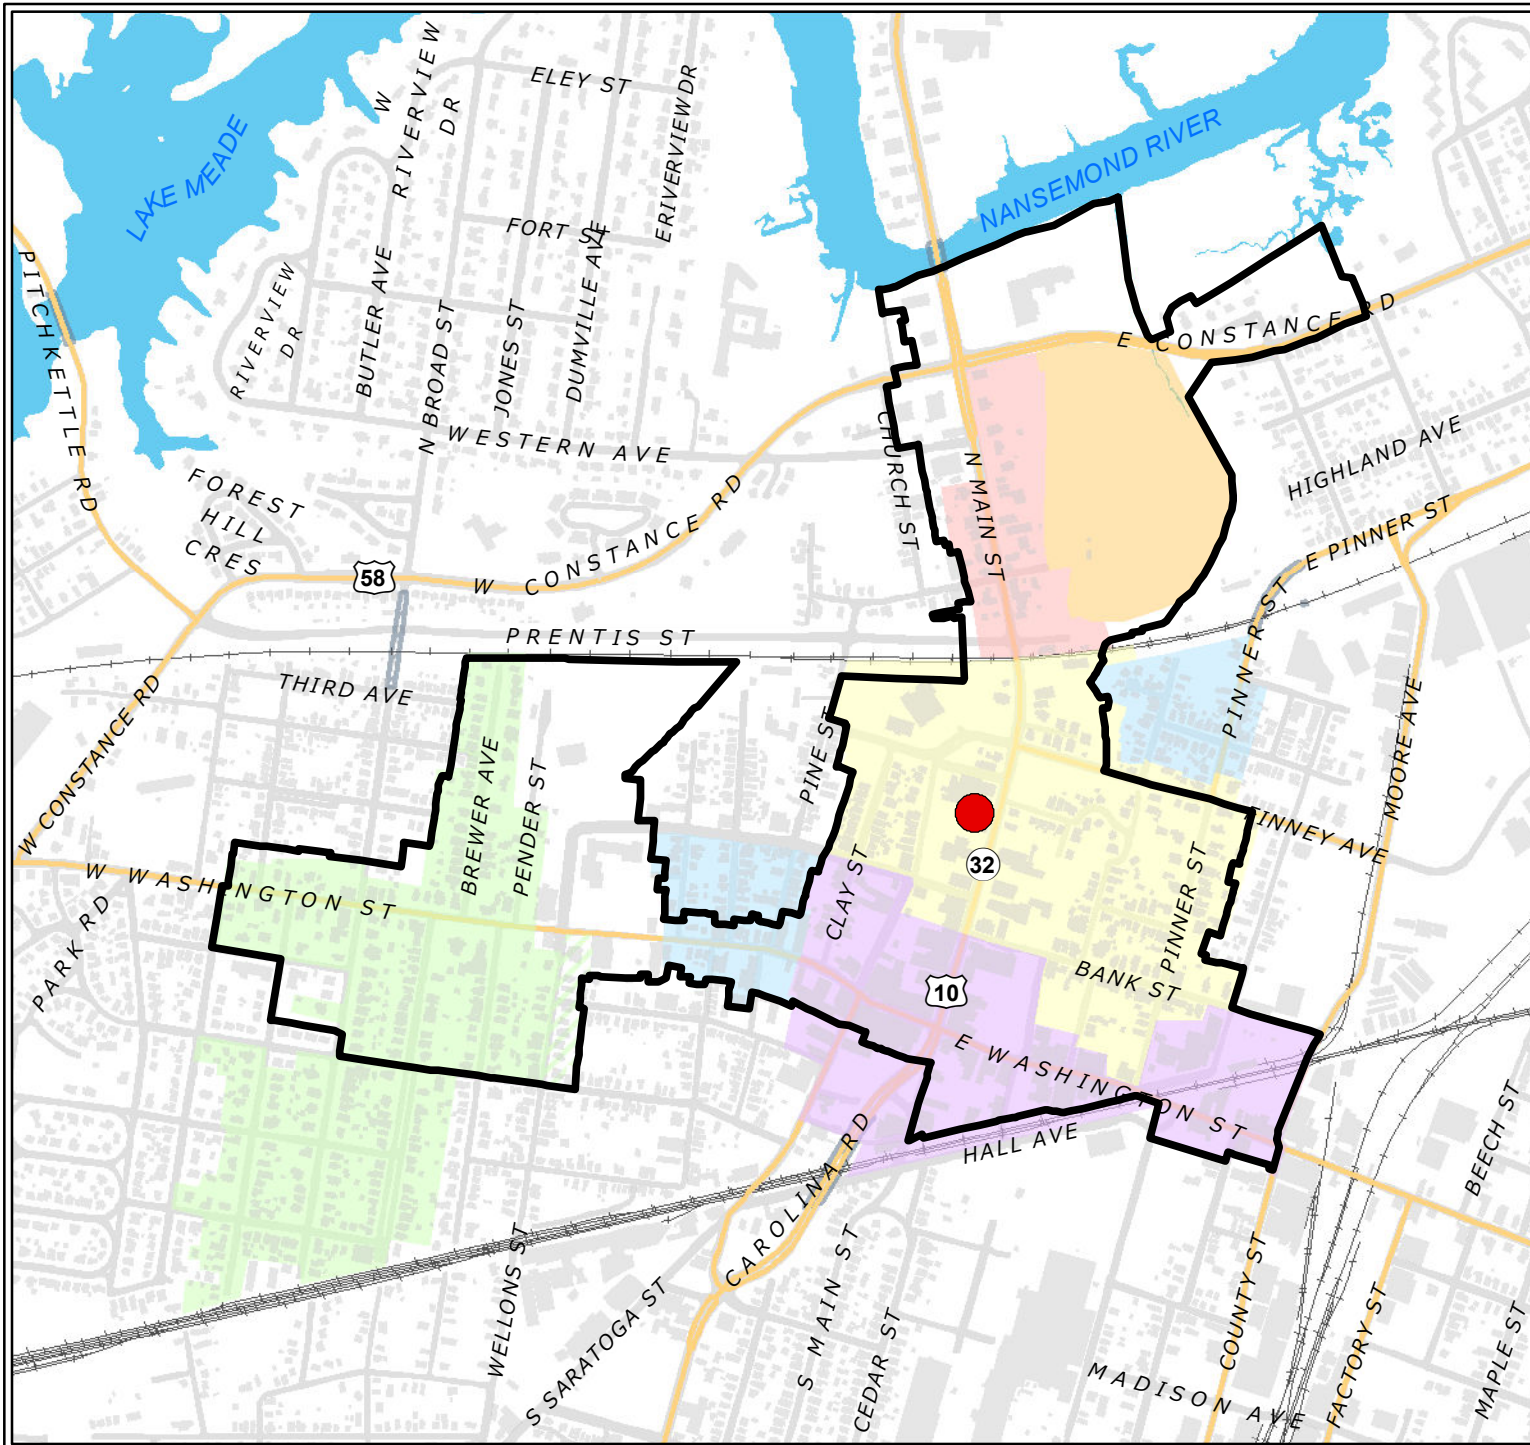 ELEY ST
W RIVERVIEW DR
E RIVERVIEW DR
LAKE MEADE
NANSEMOND RIVER
FORT ST
PITCHKETTLE RD
RIVERVIEW DR
BUTLER AVE
N BROAD ST
JONES ST
DUMVILLE AVE
E CONSTANCE RD
WESTERN AVE
CHURCH ST
N MAIN ST
HIGHLAND AVE
FOREST
HILL
CRES
58
W CONSTANCE RD
E PINNER ST
PINNER ST
PRENTIS ST
THIRD AVE
W CONSTANCE RD
BREWER AVE
PENDER ST
PINE ST
MOORE AVE
FINNEY AVE
32
W WASHINGTON ST
CLAY ST
PINNER ST
PARK RD
BANK ST
10
E WASHINGTON ST
HALL AVE
CAROLINA RD
BEECH ST
WELLONS ST
S SARATOGA ST
S MAIN ST
CEDAR ST
COUNTY ST
FACTORY ST
MAPLE ST
MADISON AVE